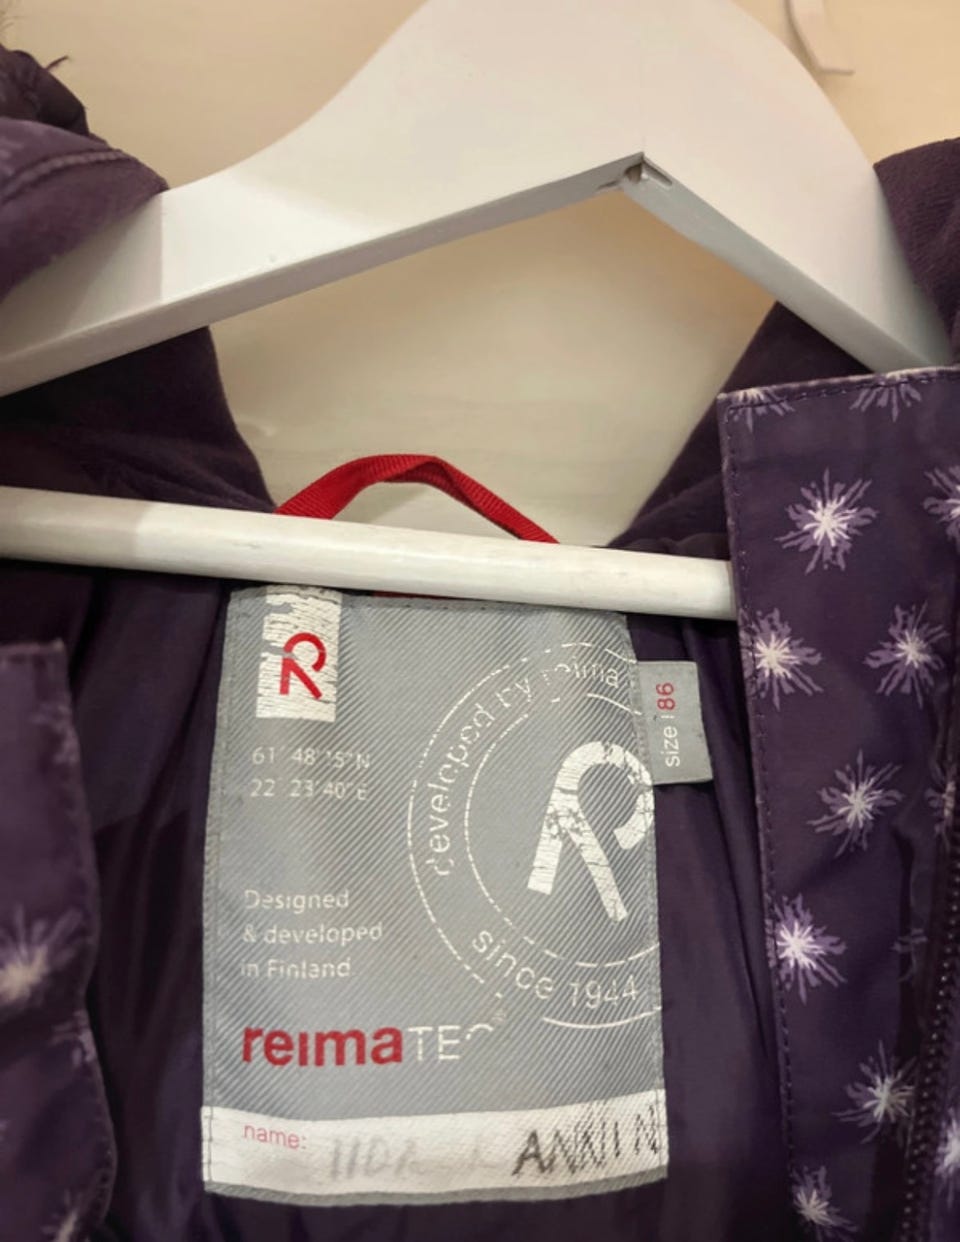 61° 48' 15" N
22° 23' 40" E
developed by reima
since 1944
size 86
Designed
& developed
in Finland
reimaTEC
name: